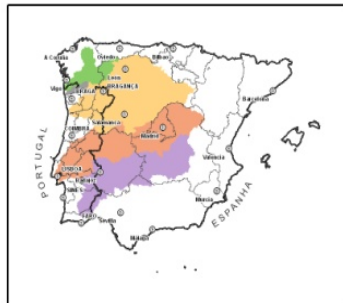 A Coruña
Oviedo
Bilbao
Vigo
León
BRAGA
BRAGANÇA
Barcelona
Salamanca
COIMBRA
Madrid
LISBOA
Valencia
SINES
Murcia
FARO
Sevilla
Málaga
PORTUGAL
ESPANHA